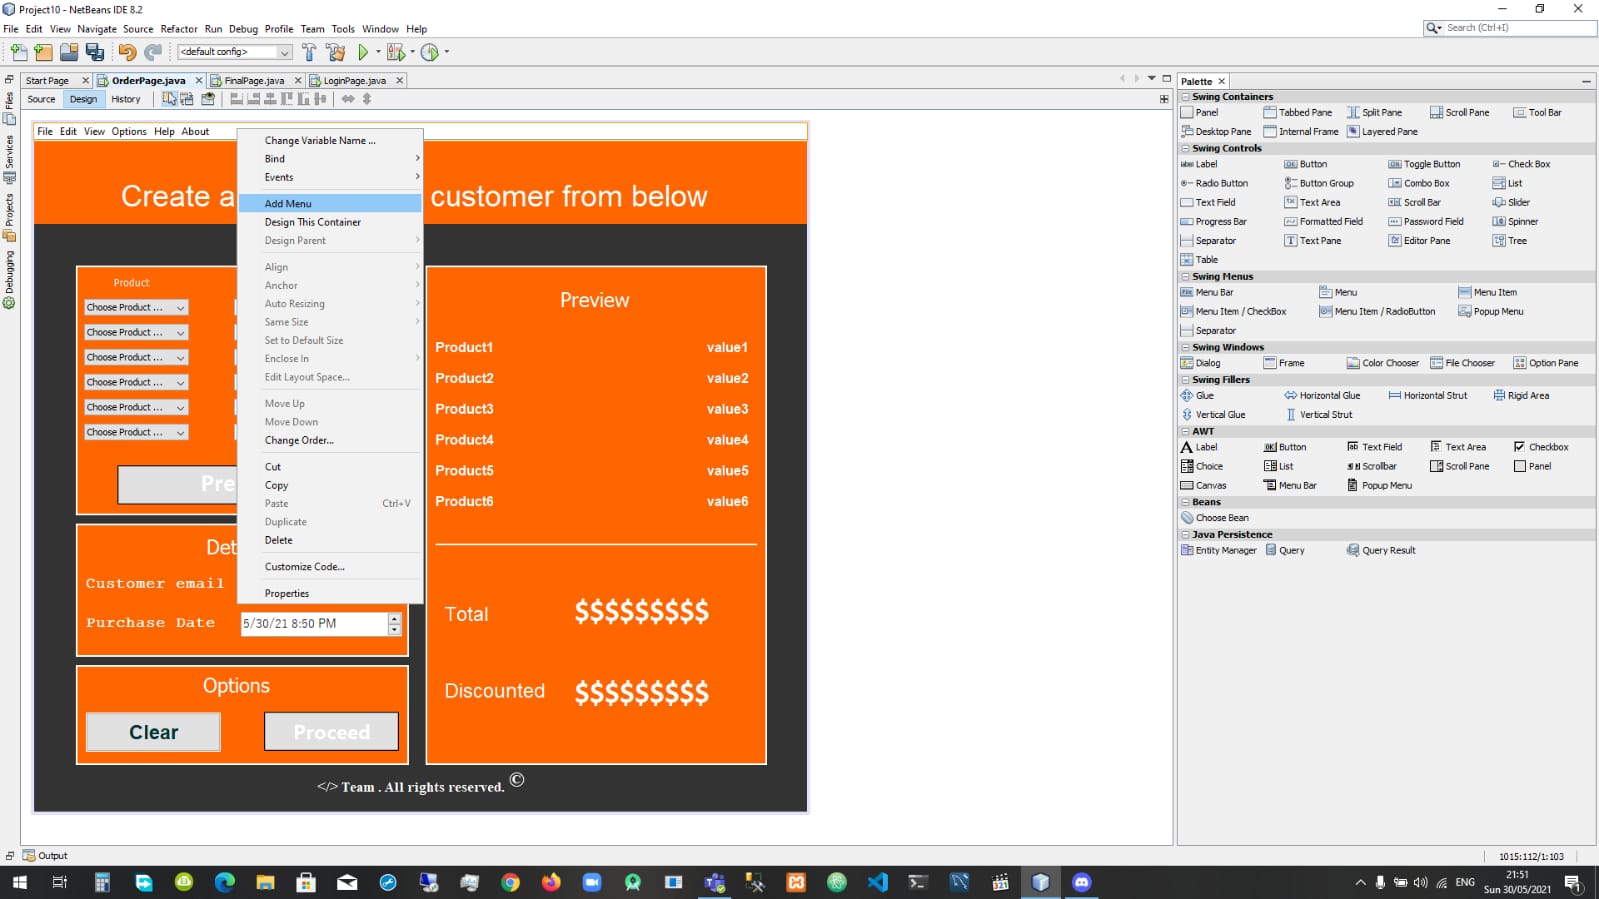 Project10 - NetBeans IDE 8.2
File Edit View Navigate Source Refactor Run Debug Profile Team Tools Window Help
Search (Ctrl+I)
<default config>
Start Page OrderPage.java FinalPage.java LoginPage.java
Source Design History
Files
Services
Projects
Debugging
File Edit View Options Help About
Create a
customer from below
Change Variable Name ...
Bind
Events
Add Menu
Design This Container
Design Parent
Align
Anchor
Auto Resizing
Same Size
Set to Default Size
Enclose In
Edit Layout Space...
Move Up
Move Down
Change Order...
Cut
Copy
Paste Ctrl+V
Duplicate
Delete
Customize Code...
Properties
Product
Choose Product ...
Choose Product ...
Choose Product ...
Choose Product ...
Choose Product ...
Choose Product ...
Pre
Det
Customer email
Purchase Date 5/30/21 8:50 PM
Options
Clear Proceed
Preview
Product1 value1
Product2 value2
Product3 value3
Product4 value4
Product5 value5
Product6 value6
Total $$$$$$$$$
Discounted $$$$$$$$$
</> Team . All rights reserved. ©
Palette
Swing Containers
Panel Tabbed Pane Split Pane Scroll Pane Tool Bar
Desktop Pane Internal Frame Layered Pane
Swing Controls
Label Button Toggle Button Check Box
Radio Button Button Group Combo Box List
Text Field Text Area Scroll Bar Slider
Progress Bar Formatted Field Password Field Spinner
Separator Text Pane Editor Pane Tree
Table
Swing Menus
Menu Bar Menu Menu Item
Menu Item / CheckBox Menu Item / RadioButton Popup Menu
Separator
Swing Windows
Dialog Frame Color Chooser File Chooser Option Pane
Swing Fillers
Glue Horizontal Glue Horizontal Strut Rigid Area
Vertical Glue Vertical Strut
AWT
Label Button Text Field Text Area Checkbox
Choice List Scrollbar Scroll Pane Panel
Canvas Menu Bar Popup Menu
Beans
Choose Bean
Java Persistence
Entity Manager Query Query Result
Output
1015:112/1:103
ENG
21:51
Sun 30/05/2021